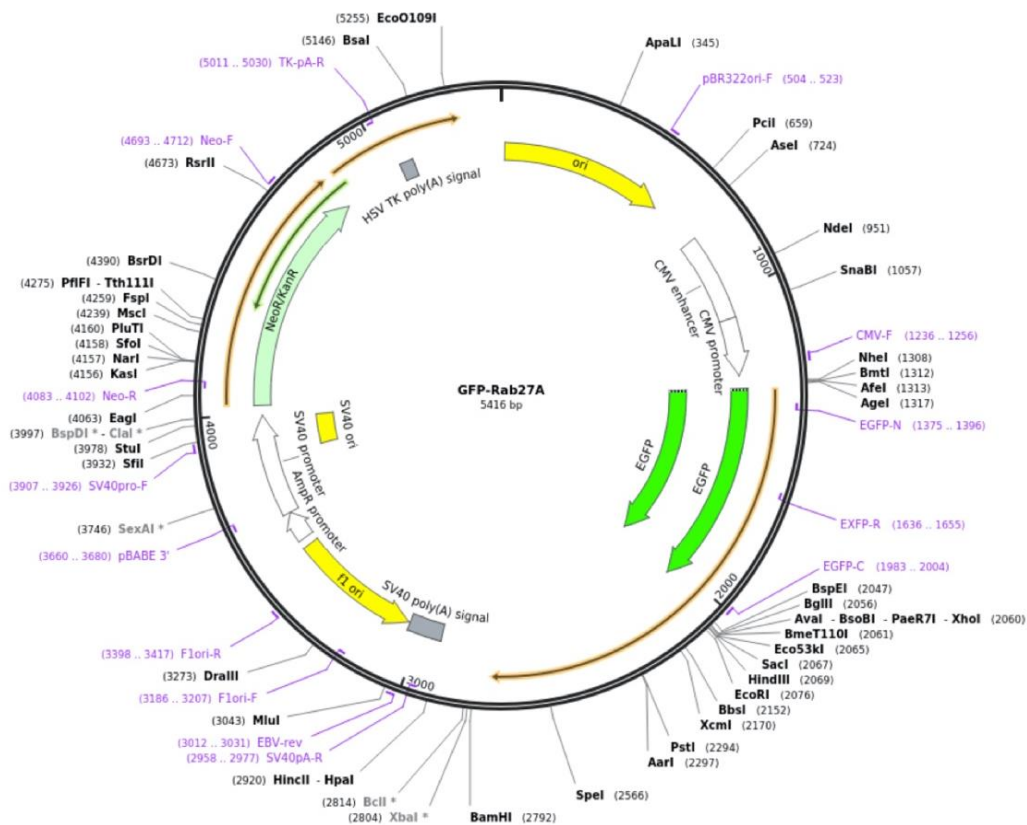 (5255) EcoO109I
(5146) BsaI
(5011 .. 5030) TK-pA-R
(4693 .. 4712) Neo-F
(4673) RsrII
(4390) BsrDI
(4275) PflFI - Tth111I
(4259) FspI
(4239) MscI
(4160) PluTI
(4158) SfoI
(4157) NarI
(4156) KasI
(4083 .. 4102) Neo-R
(4063) EagI
(3997) BspDI * - ClaI *
(3978) StuI
(3932) SfiI
(3907 .. 3926) SV40pro-F
(3746) SexAI *
(3660 .. 3680) pBABE 3'
(3398 .. 3417) F1ori-R
(3273) DraIII
(3186 .. 3207) F1ori-F
(3043) MluI
(3012 .. 3031) EBV-rev
(2958 .. 2977) SV40pA-R
(2920) HincII - HpaI
(2814) BclI *
(2804) XbaI *
ApaLI (345)
pBR322ori-F (504 .. 523)
PciI (659)
AseI (724)
NdeI (951)
SnaBI (1057)
CMV-F (1236 .. 1256)
NheI (1308)
BmtI (1312)
AfeI (1313)
AgeI (1317)
EGFP-N (1375 .. 1396)
EXFP-R (1636 .. 1655)
EGFP-C (1983 .. 2004)
BspEI (2047)
BglII (2056)
AvaI - BsoBI - PaeR7I - XhoI (2060)
BmeT110I (2061)
Eco53kI (2065)
SacI (2067)
HindIII (2069)
EcoRI (2076)
BbsI (2152)
XcmI (2170)
PstI (2294)
AarI (2297)
SpeI (2566)
BamHI (2792)
5000
1000
2000
3000
4000
ori
CMV enhancer
CMV promoter
EGFP
EGFP
SV40 poly(A) signal
f1 ori
AmpR promoter
SV40 promoter
SV40 ori
NeoR/KanR
HSV TK poly(A) signal
GFP-Rab27A
5416 bp